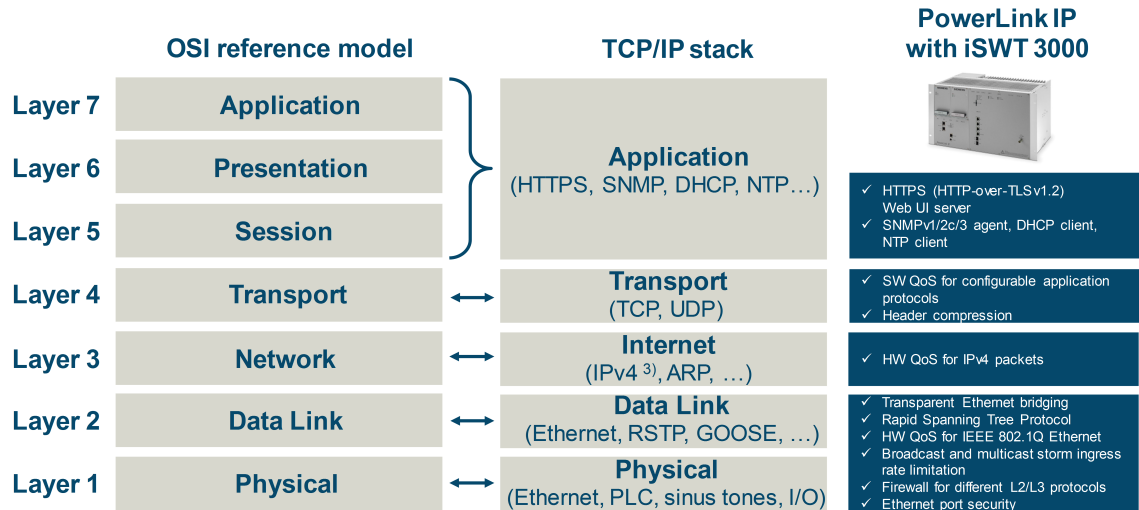 OSI reference model
TCP/IP stack
PowerLink IP
with iSWT 3000
Layer 7
Application
Layer 6
Presentation
Layer 5
Session
Application
(HTTPS, SNMP, DHCP, NTP…)
✓ HTTPS (HTTP-over-TLSv1.2)
Web UI server
✓ SNMPv1/2c/3 agent, DHCP client,
NTP client
Layer 4
Transport
Transport
(TCP, UDP)
✓ SW QoS for configurable application
protocols
✓ Header compression
Layer 3
Network
Internet
(IPv4 3), ARP, …)
✓ HW QoS for IPv4 packets
Layer 2
Data Link
Data Link
(Ethernet, RSTP, GOOSE, …)
Layer 1
Physical
Physical
(Ethernet, PLC, sinus tones, I/O)
✓ Transparent Ethernet bridging
✓ Rapid Spanning Tree Protocol
✓ HW QoS for IEEE 802.1Q Ethernet
✓ Broadcast and multicast storm ingress
rate limitation
✓ Firewall for different L2/L3 protocols
✓ Ethernet port security